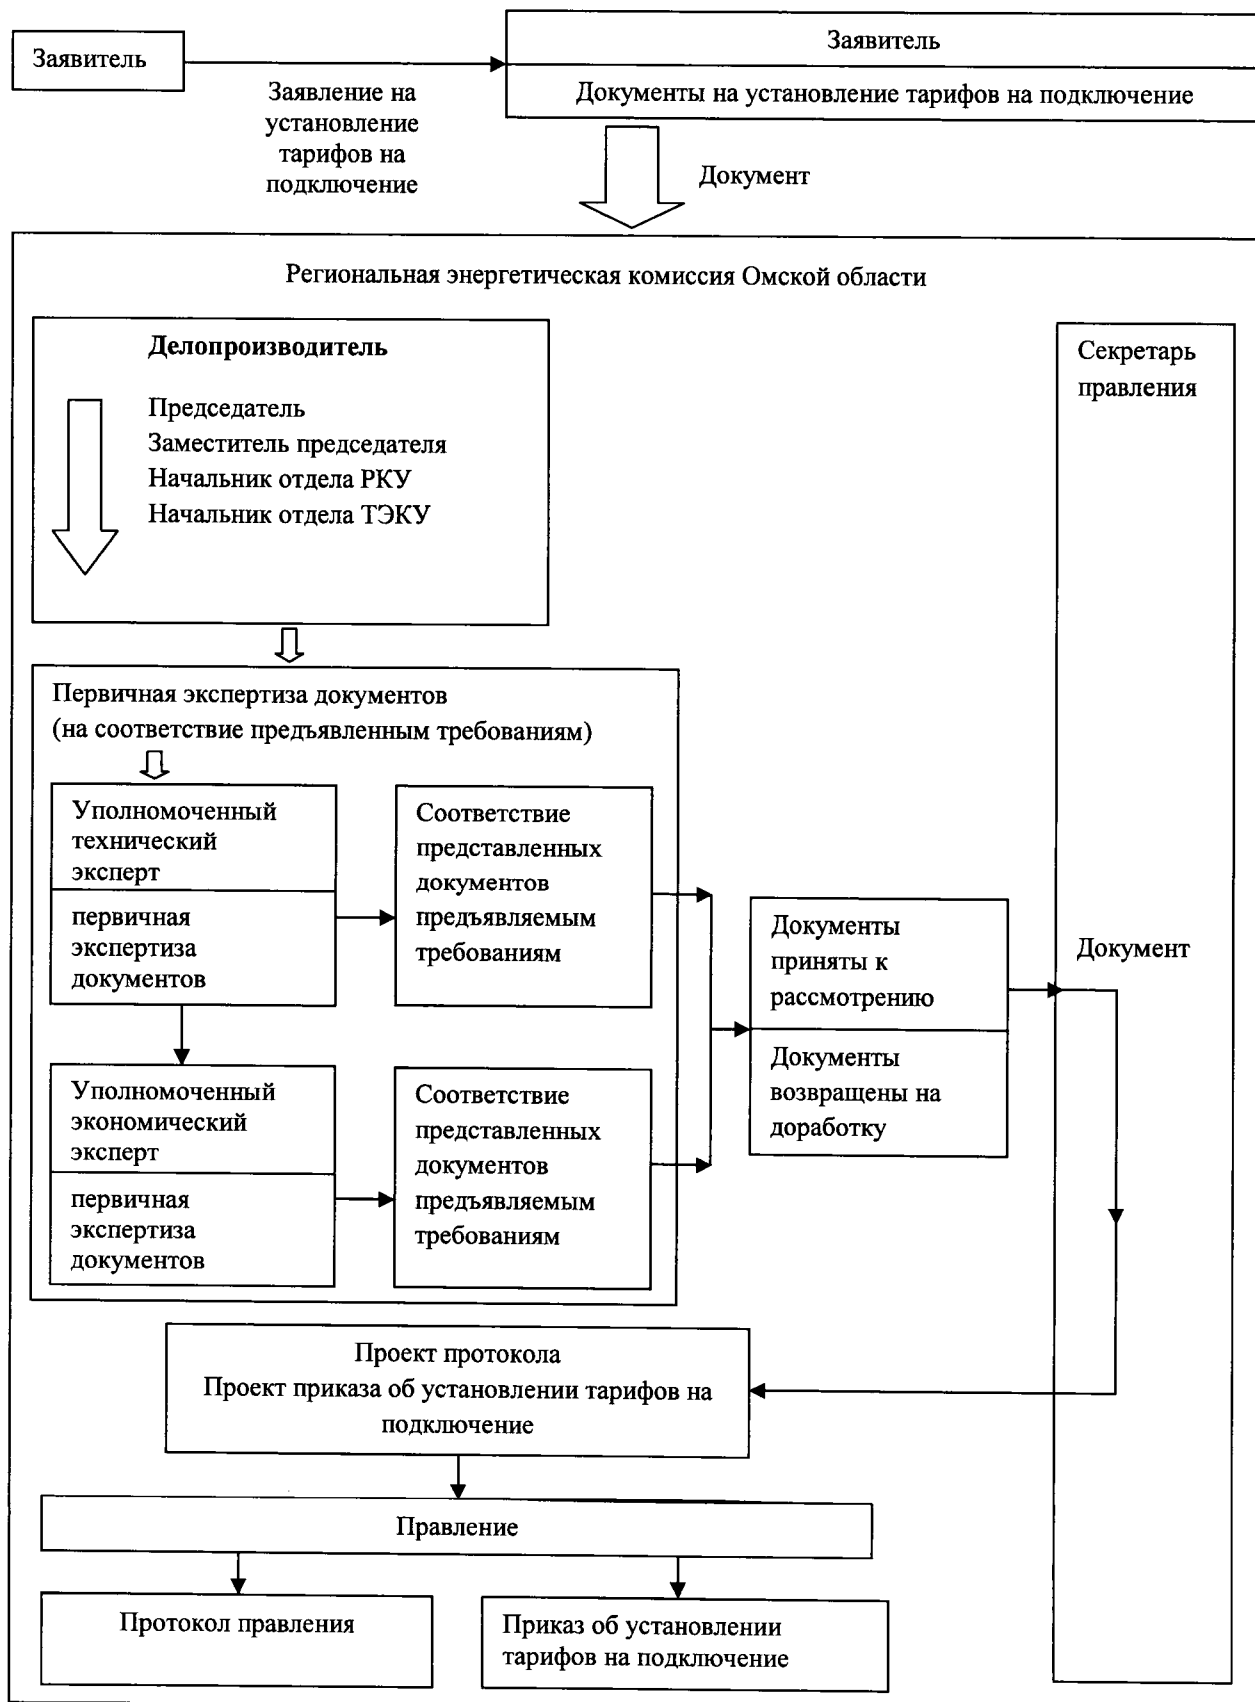 Заявитель
Заявление на
установление
тарифов на
подключение
Заявитель
Документы на установление тарифов на подключение
Документ
Региональная энергетическая комиссия Омской области
Делопроизводитель
Председатель
Заместитель председателя
Начальник отдела РКУ
Начальник отдела ТЭКУ
Секретарь
правления
Первичная экспертиза документов
(на соответствие предъявленным требованиям)
Уполномоченный
технический
эксперт
первичная
экспертиза
документов
Соответствие
представленных
документов
предъявляемым
требованиям
Уполномоченный
экономический
эксперт
первичная
экспертиза
документов
Соответствие
представленных
документов
предъявляемым
требованиям
Документы
приняты к
рассмотрению
Документы
возвращены на
доработку
Документ
Проект протокола
Проект приказа об установлении тарифов на
подключение
Правление
Протокол правления
Приказ об установлении
тарифов на подключение